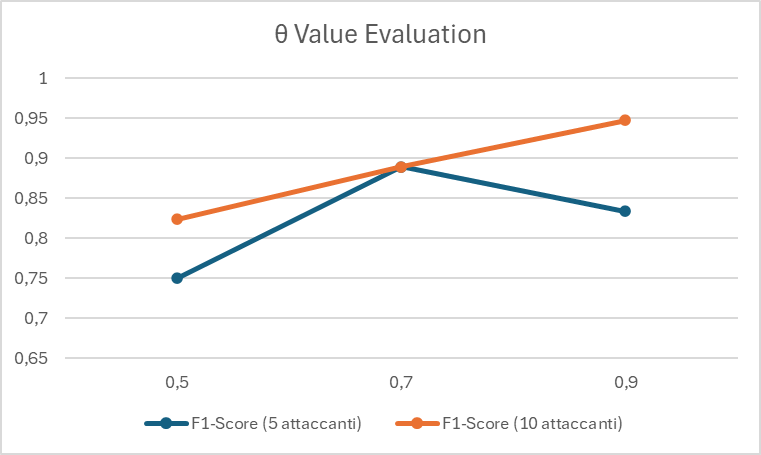 θ Value Evaluation
1
0,95
0,9
0,85
0,8
0,75
0,7
0,65
0,5 0,7 0,9
F1-Score (5 attaccanti) F1-Score (10 attaccanti)